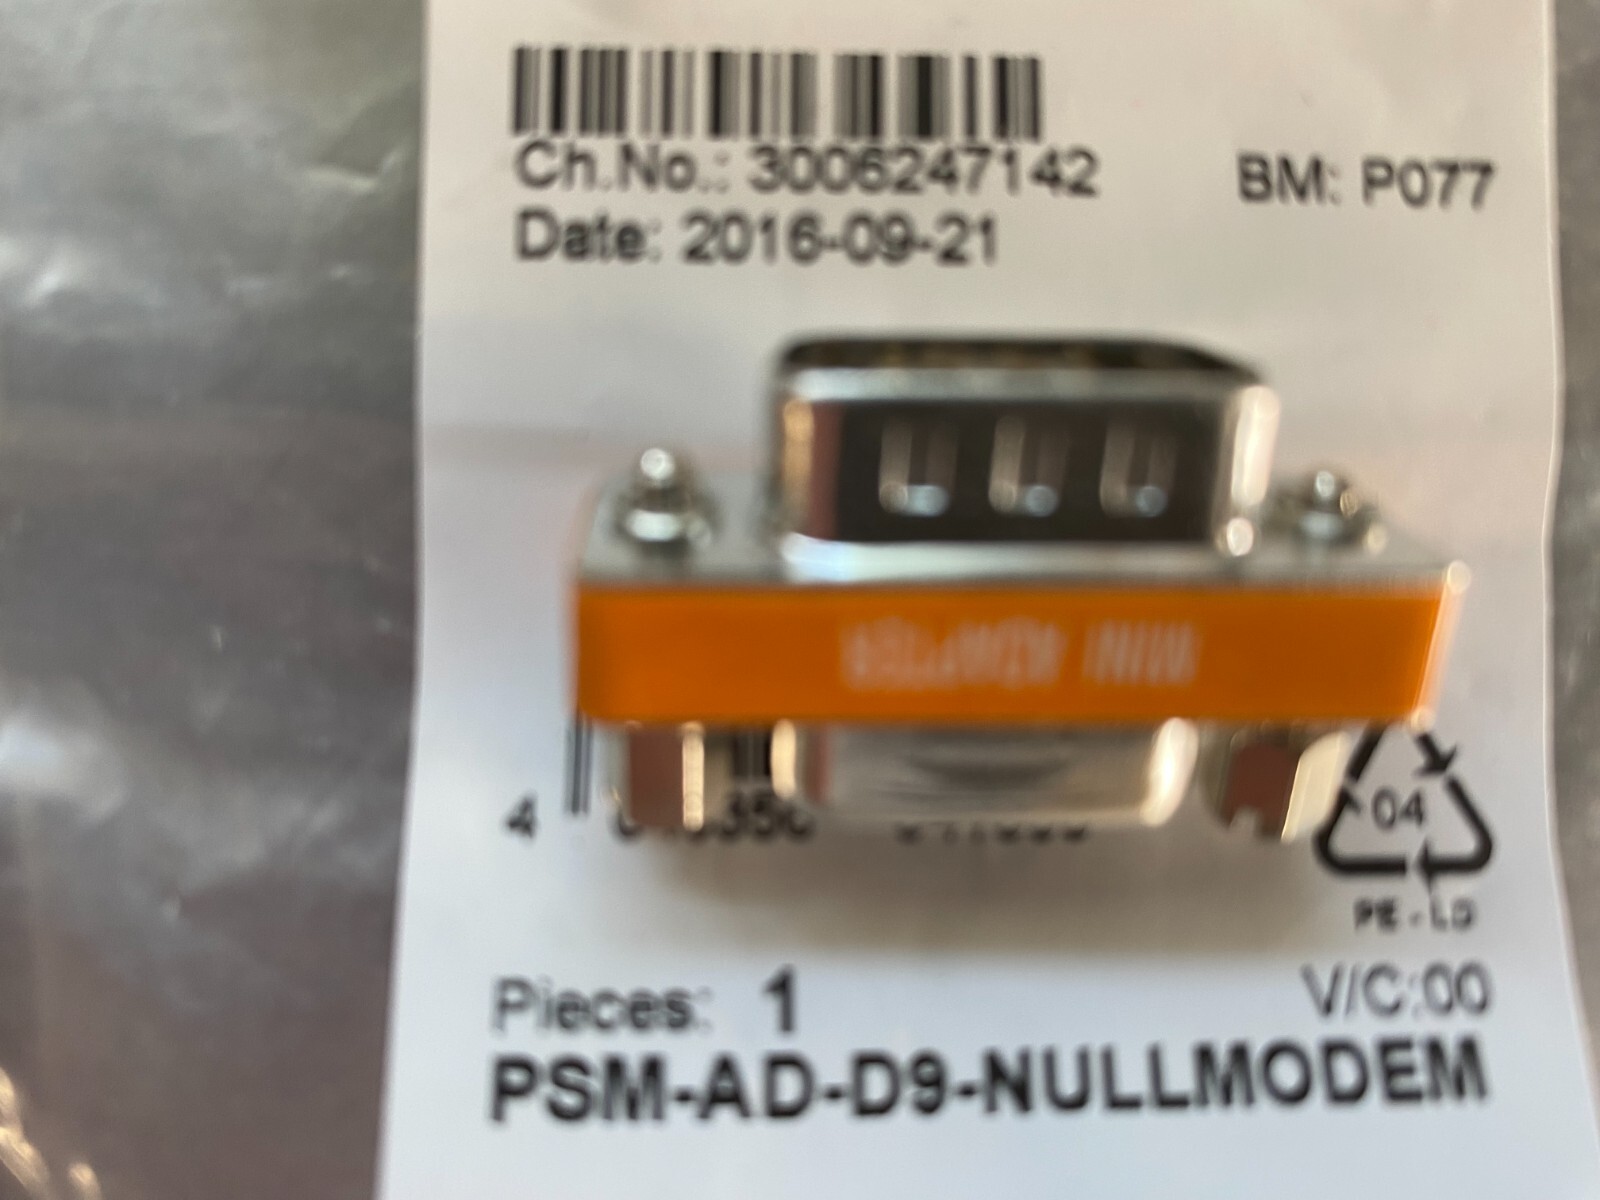 Ch.No.: 3006247142
BM: P077
Date: 2016-09-21
MINI ADAPTER
4
04
PE-LD
Pieces: 1
V/C:00
PSM-AD-D9-NULLMODEM